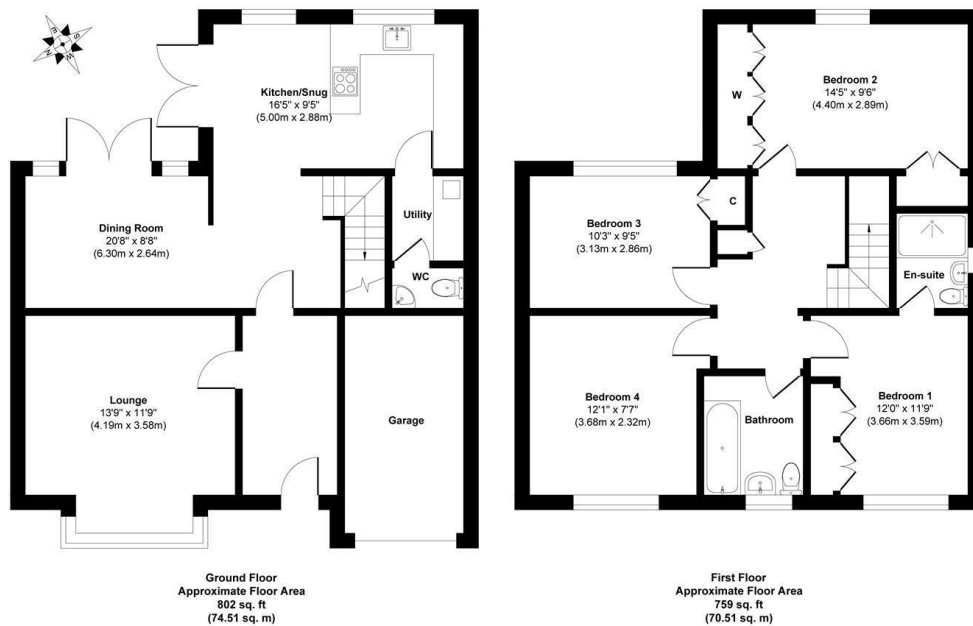 E
S
N
W
Kitchen/Snug
16'5" x 9'5"
(5.00m x 2.88m)
Dining Room
20'8" x 8'8"
(6.30m x 2.64m)
Utility
WC
Lounge
13'9" x 11'9"
(4.19m x 3.58m)
Garage
Ground Floor
Approximate Floor Area
802 sq. ft
(74.51 sq. m)
W
Bedroom 2
14'5" x 9'6"
(4.40m x 2.89m)
Bedroom 3
10'3" x 9'5"
(3.13m x 2.86m)
C
En-suite
Bedroom 4
12'1" x 7'7"
(3.68m x 2.32m)
Bathroom
Bedroom 1
12'0" x 11'9"
(3.66m x 3.59m)
First Floor
Approximate Floor Area
759 sq. ft
(70.51 sq. m)